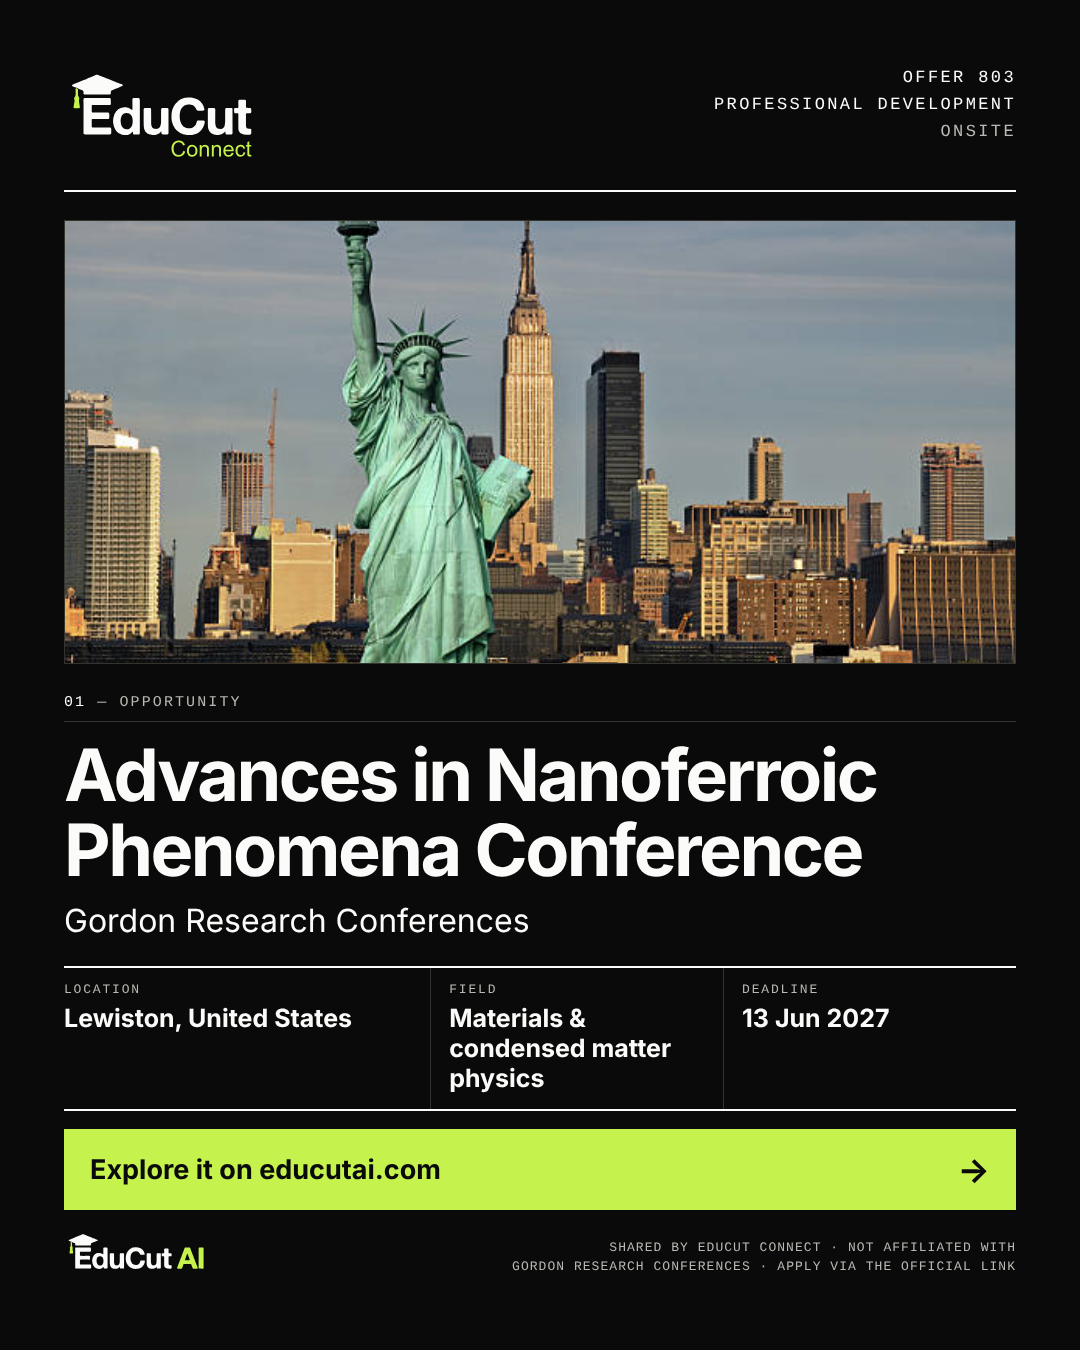 EduCut
Connect
OFFER 803
PROFESSIONAL DEVELOPMENT
ONSITE
01 — OPPORTUNITY
Advances in Nanoferroic
Phenomena Conference
Gordon Research Conferences
LOCATION
Lewiston, United States
FIELD
Materials &
condensed matter
physics
DEADLINE
13 Jun 2027
Explore it on educutai.com →
EduCut AI
SHARED BY EDUCUT CONNECT · NOT AFFILIATED WITH
GORDON RESEARCH CONFERENCES · APPLY VIA THE OFFICIAL LINK